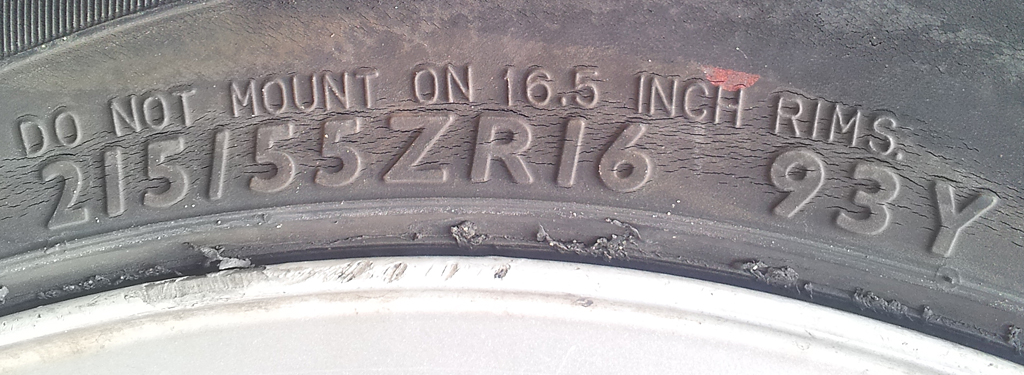 DO NOT MOUNT ON 16.5 INCH RIMS.
215/55ZR16 93Y